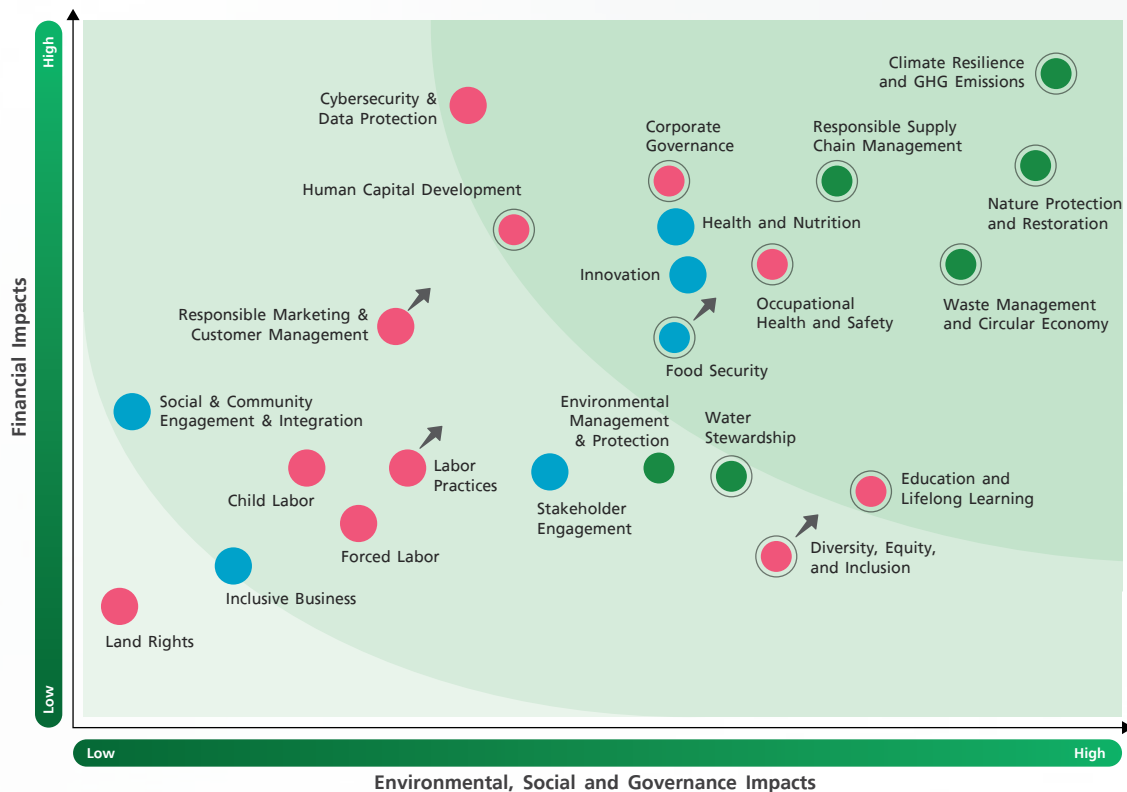 High
Financial Impacts
Low
Climate Resilience
and GHG Emissions
Cybersecurity &
Data Protection
Corporate
Governance
Responsible Supply
Chain Management
Human Capital Development
Nature Protection
and Restoration
Health and Nutrition
Innovation
Occupational
Health and Safety
Waste Management
and Circular Economy
Responsible Marketing &
Customer Management
Food Security
Social & Community
Engagement & Integration
Environmental
Management
& Protection
Water
Stewardship
Labor
Practices
Child Labor
Education and
Lifelong Learning
Stakeholder
Engagement
Forced Labor
Diversity, Equity,
and Inclusion
Inclusive Business
Land Rights
Low
High
Environmental, Social and Governance Impacts